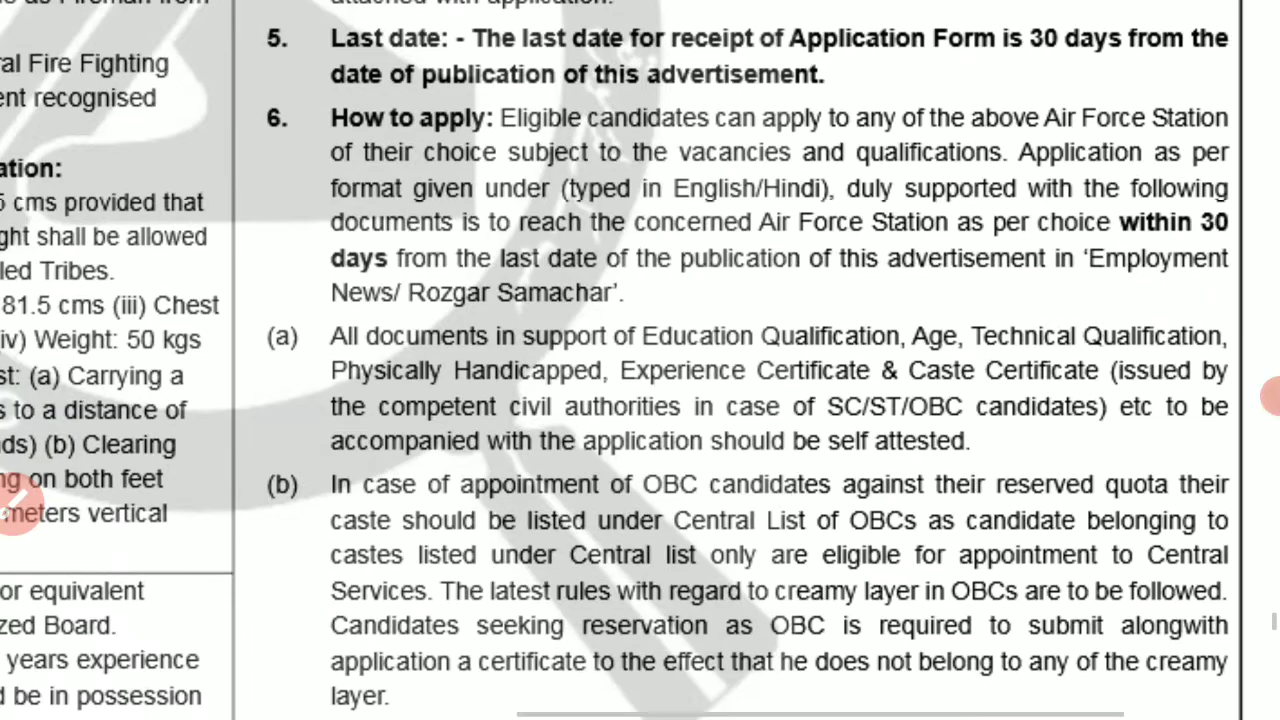 s as Fireman from
ral Fire Fighting
ent recognised
ation:
5 cms provided that
ght shall be allowed
led Tribes.
81.5 cms (iii) Chest
iv) Weight: 50 kgs
st: (a) Carrying a
s to a distance of
nds) (b) Clearing
ng on both feet
meters vertical
or equivalent
zed Board.
years experience
d be in possession
attached with application.
5. Last date: - The last date for receipt of Application Form is 30 days from the
date of publication of this advertisement.
6. How to apply: Eligible candidates can apply to any of the above Air Force Station
of their choice subject to the vacancies and qualifications. Application as per
format given under (typed in English/Hindi), duly supported with the following
documents is to reach the concerned Air Force Station as per choice within 30
days from the last date of the publication of this advertisement in ‘Employment
News/ Rozgar Samachar’.
(a) All documents in support of Education Qualification, Age, Technical Qualification,
Physically Handicapped, Experience Certificate & Caste Certificate (issued by
the competent civil authorities in case of SC/ST/OBC candidates) etc to be
accompanied with the application should be self attested.
(b) In case of appointment of OBC candidates against their reserved quota their
caste should be listed under Central List of OBCs as candidate belonging to
castes listed under Central list only are eligible for appointment to Central
Services. The latest rules with regard to creamy layer in OBCs are to be followed.
Candidates seeking reservation as OBC is required to submit alongwith
application a certificate to the effect that he does not belong to any of the creamy
layer.